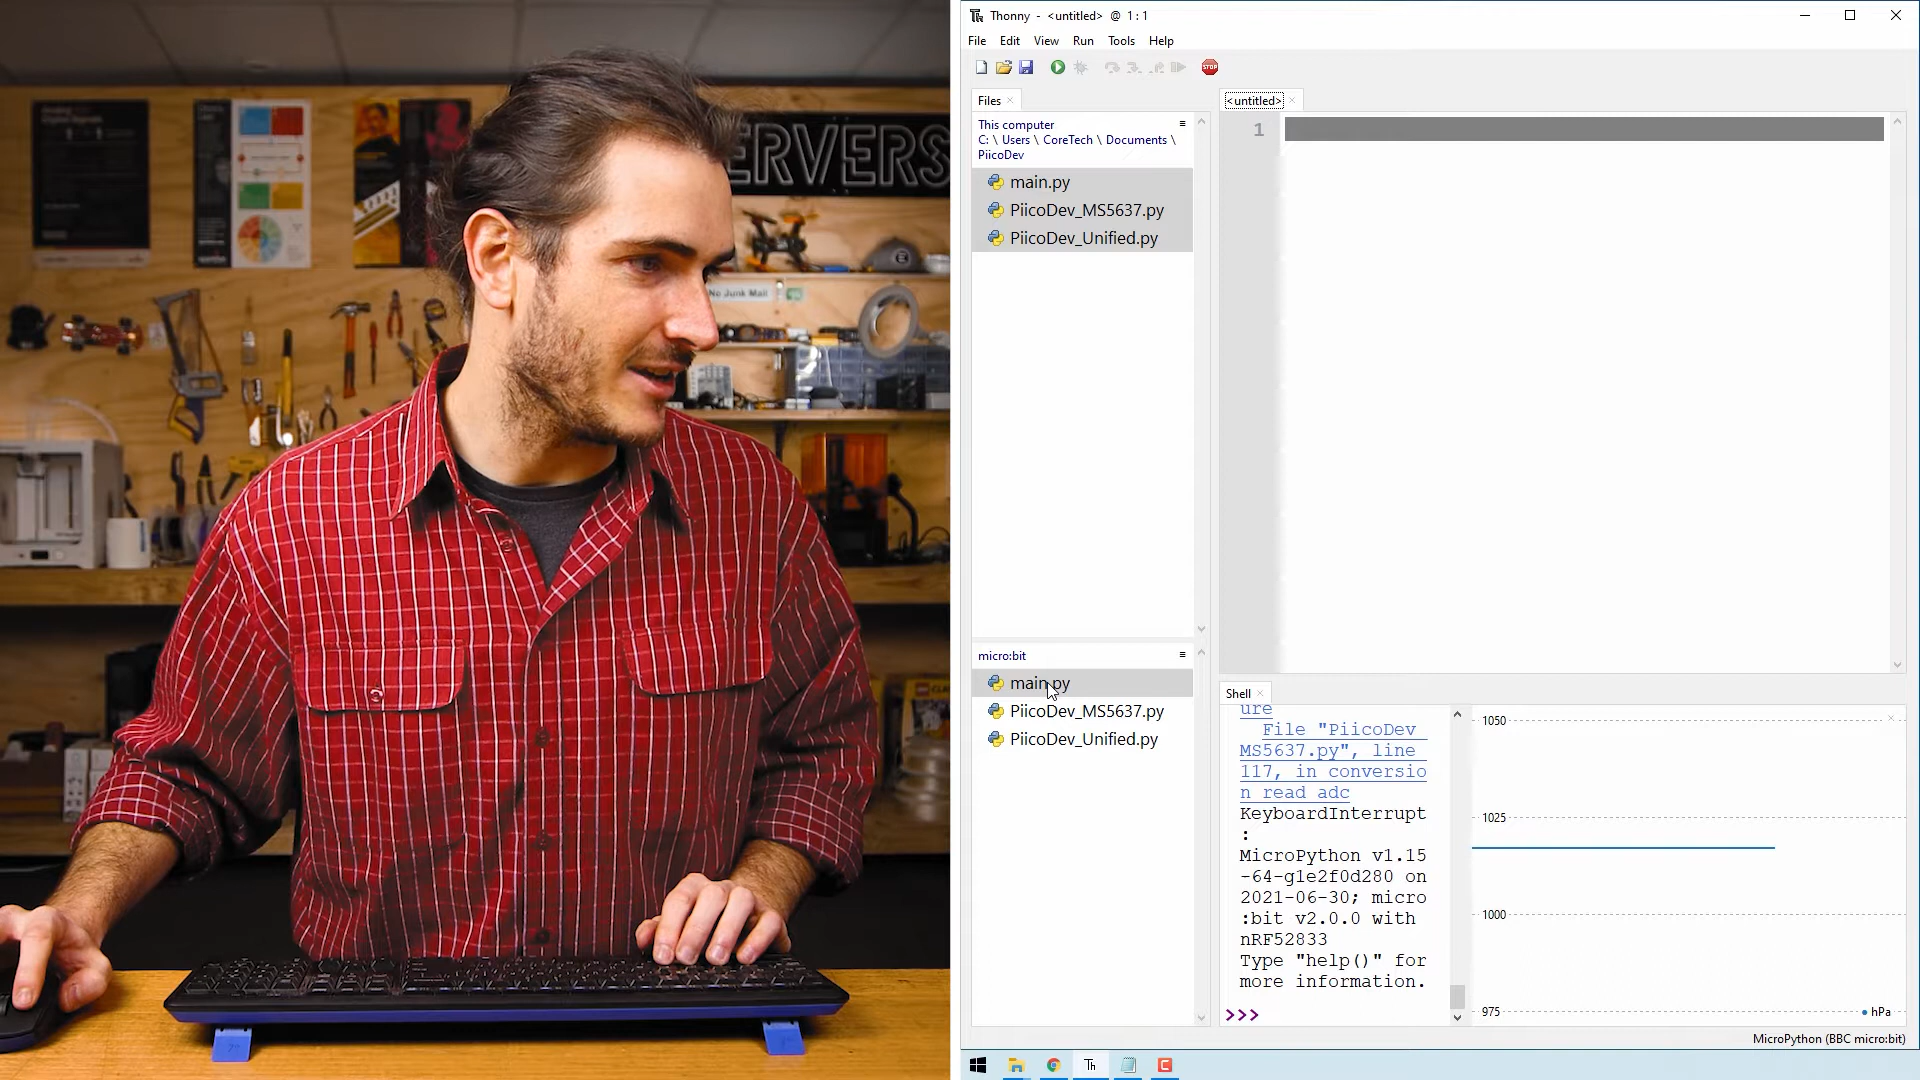 ERVERS
No Junk Mail
Thonny - <untitled> @ 1 : 1
File Edit View Run Tools Help
STOP
Files
<untitled>
This computer
C: \ Users \ CoreTech \ Documents \
PiicoDev
main.py
PiicoDev_MS5637.py
PiicoDev_Unified.py
1
micro:bit
main.py
PiicoDev_MS5637.py
PiicoDev_Unified.py
Shell
ure
File "PiicoDev_
MS5637.py", line
117, in conversio
n_read_adc
KeyboardInterrupt
:
MicroPython v1.15
-64-g1e2f0d280 on
2021-06-30; micro
:bit v2.0.0 with
nRF52833
Type "help()" for
more information.
>>>
1050
1025
1000
975
hPa
MicroPython (BBC micro:bit)
Th